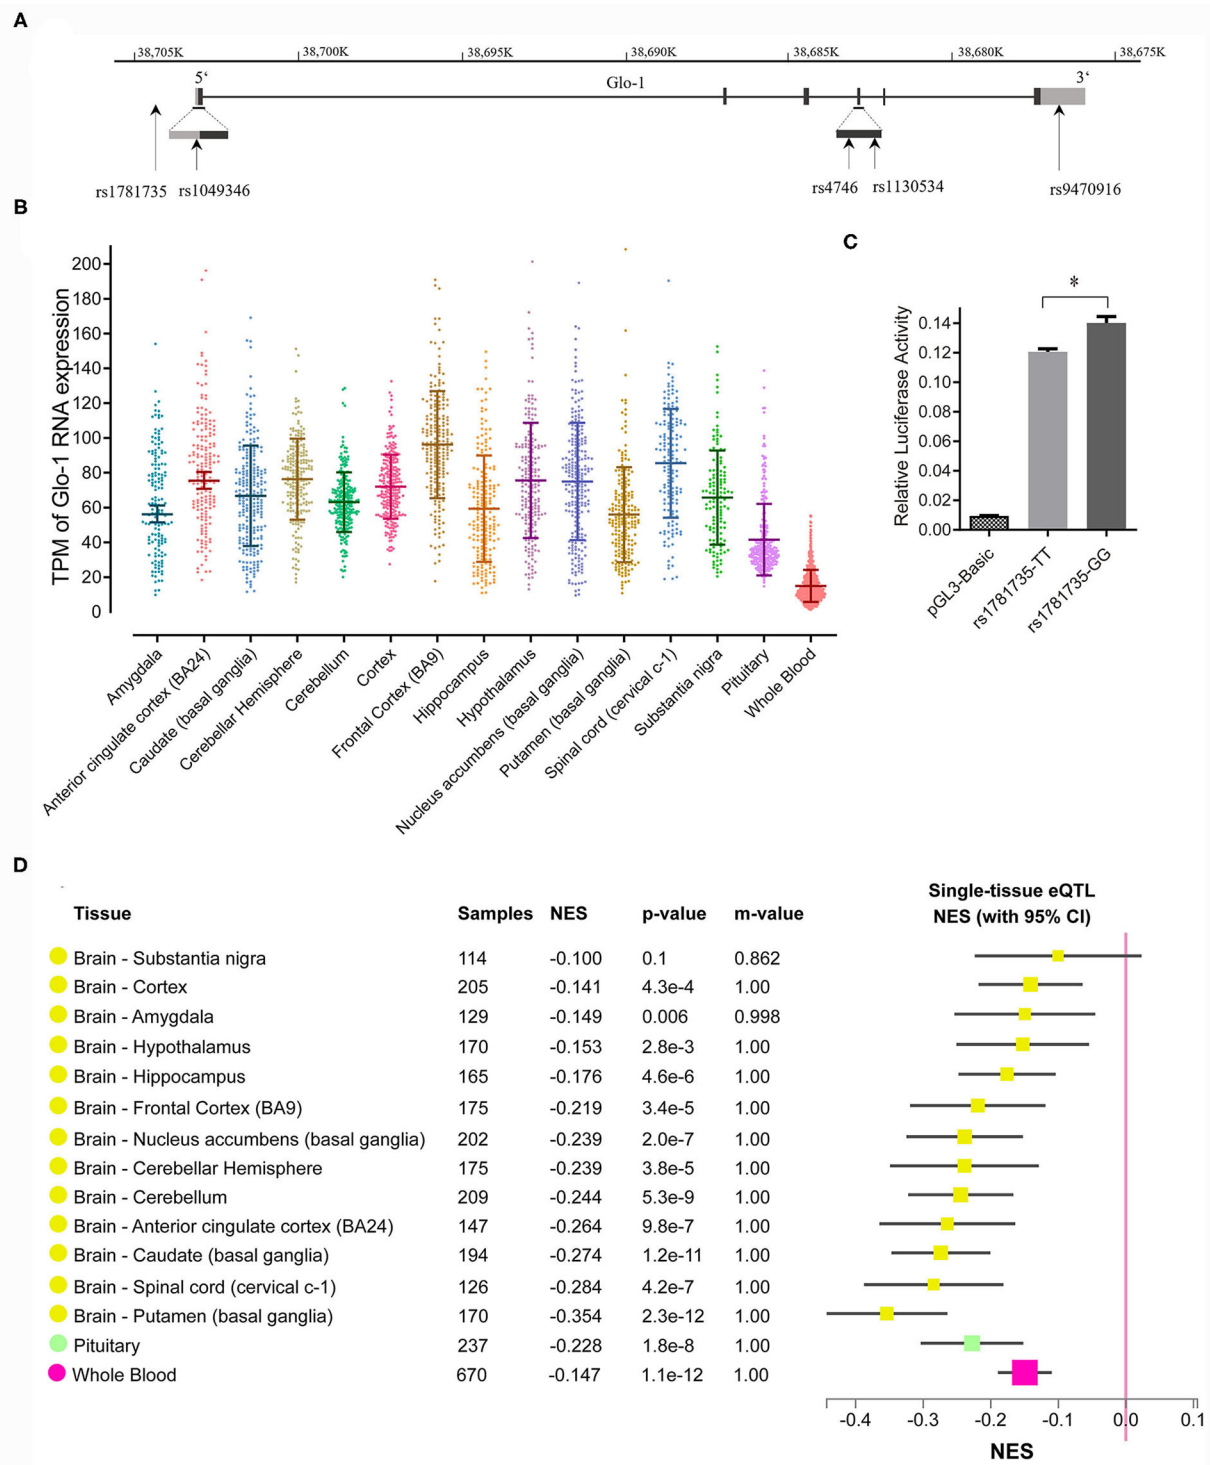 A
38,705K 38,700K 38,695K 38,690K 38,685K 38,680K 38,675K
5‘ Glo-1 3‘
rs1781735 rs1049346 rs4746 rs1130534 rs9470916
B
TPM of Glo-1 RNA expression
200
180
160
140
120
100
80
60
40
20
0
Amygdala
Anterior cingulate cortex (BA24)
Caudate (basal ganglia)
Cerebellar Hemisphere
Cerebellum
Cortex
Frontal Cortex (BA9)
Hippocampus
Hypothalamus
Nucleus accumbens (basal ganglia)
Putamen (basal ganglia)
Spinal cord (cervical c-1)
Substantia nigra
Pituitary
Whole Blood
C
Relative Luciferase Activity
*
0.14
0.12
0.10
0.08
0.06
0.04
0.02
0.00
pGL3-Basic
rs1781735-TT
rs1781735-GG
D
Single-tissue eQTL
Tissue Samples NES p-value m-value NES (with 95% CI)
Brain - Substantia nigra 114 -0.100 0.1 0.862
Brain - Cortex 205 -0.141 4.3e-4 1.00
Brain - Amygdala 129 -0.149 0.006 0.998
Brain - Hypothalamus 170 -0.153 2.8e-3 1.00
Brain - Hippocampus 165 -0.176 4.6e-6 1.00
Brain - Frontal Cortex (BA9) 175 -0.219 3.4e-5 1.00
Brain - Nucleus accumbens (basal ganglia) 202 -0.239 2.0e-7 1.00
Brain - Cerebellar Hemisphere 175 -0.239 3.8e-5 1.00
Brain - Cerebellum 209 -0.244 5.3e-9 1.00
Brain - Anterior cingulate cortex (BA24) 147 -0.264 9.8e-7 1.00
Brain - Caudate (basal ganglia) 194 -0.274 1.2e-11 1.00
Brain - Spinal cord (cervical c-1) 126 -0.284 4.2e-7 1.00
Brain - Putamen (basal ganglia) 170 -0.354 2.3e-12 1.00
Pituitary 237 -0.228 1.8e-8 1.00
Whole Blood 670 -0.147 1.1e-12 1.00
-0.4 -0.3 -0.2 -0.1 0.0 0.1
NES